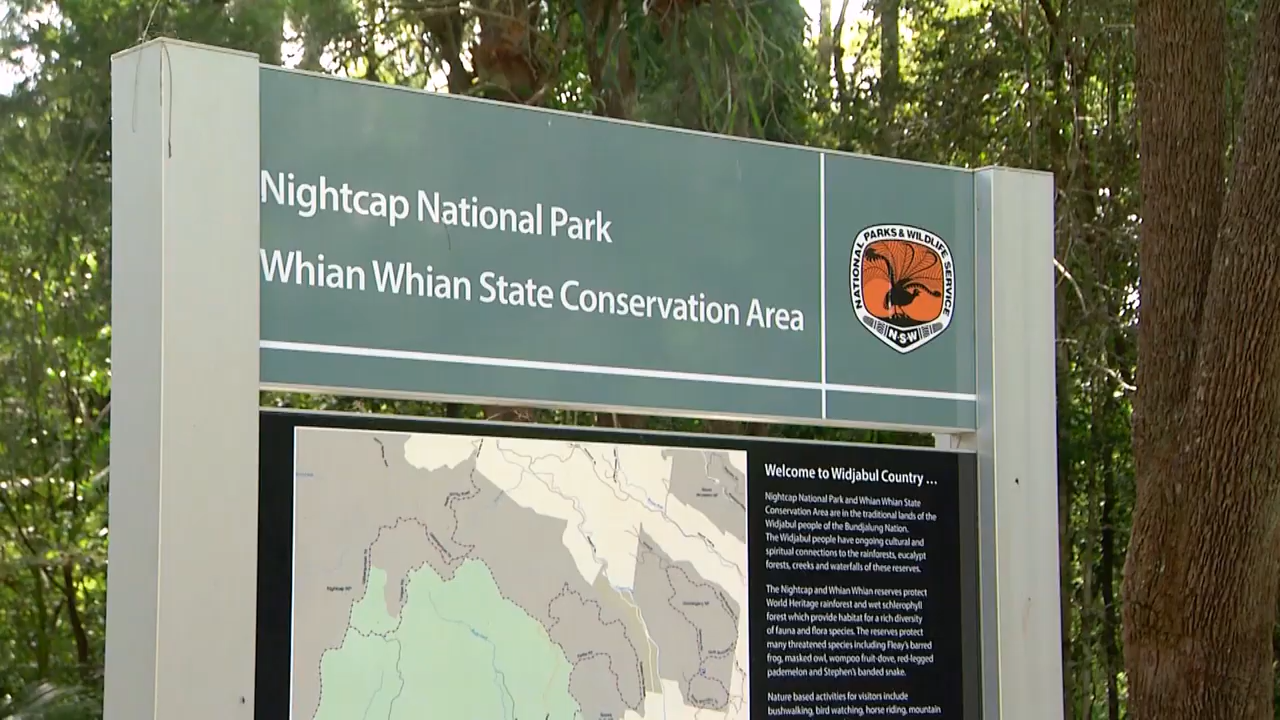 Nightcap National Park
Whian Whian State Conservation Area
NATIONAL PARKS & WILDLIFE SERVICE
N·S·W
Welcome to Widjabul Country ...
Nightcap National Park and Whian Whian State
Conservation Area are in the traditional lands of the
Widjabul people of the Bundjalung Nation.
The Widjabul people have ongoing cultural and
spiritual connections to the rainforests, eucalypt
forests, creeks and waterfalls of these reserves.
The Nightcap and Whian Whian reserves protect
World Heritage rainforest and wet schlerophyll
forest which provide habitat for a rich diversity
of fauna and flora species. The reserves protect
many threatened species including Fleay's barred
frog, masked owl, wompoo fruit-dove, red-legged
pademelon and Stephen's banded snake.
Nature based activities for visitors include
bushwalking, bird watching, horse riding, mountain